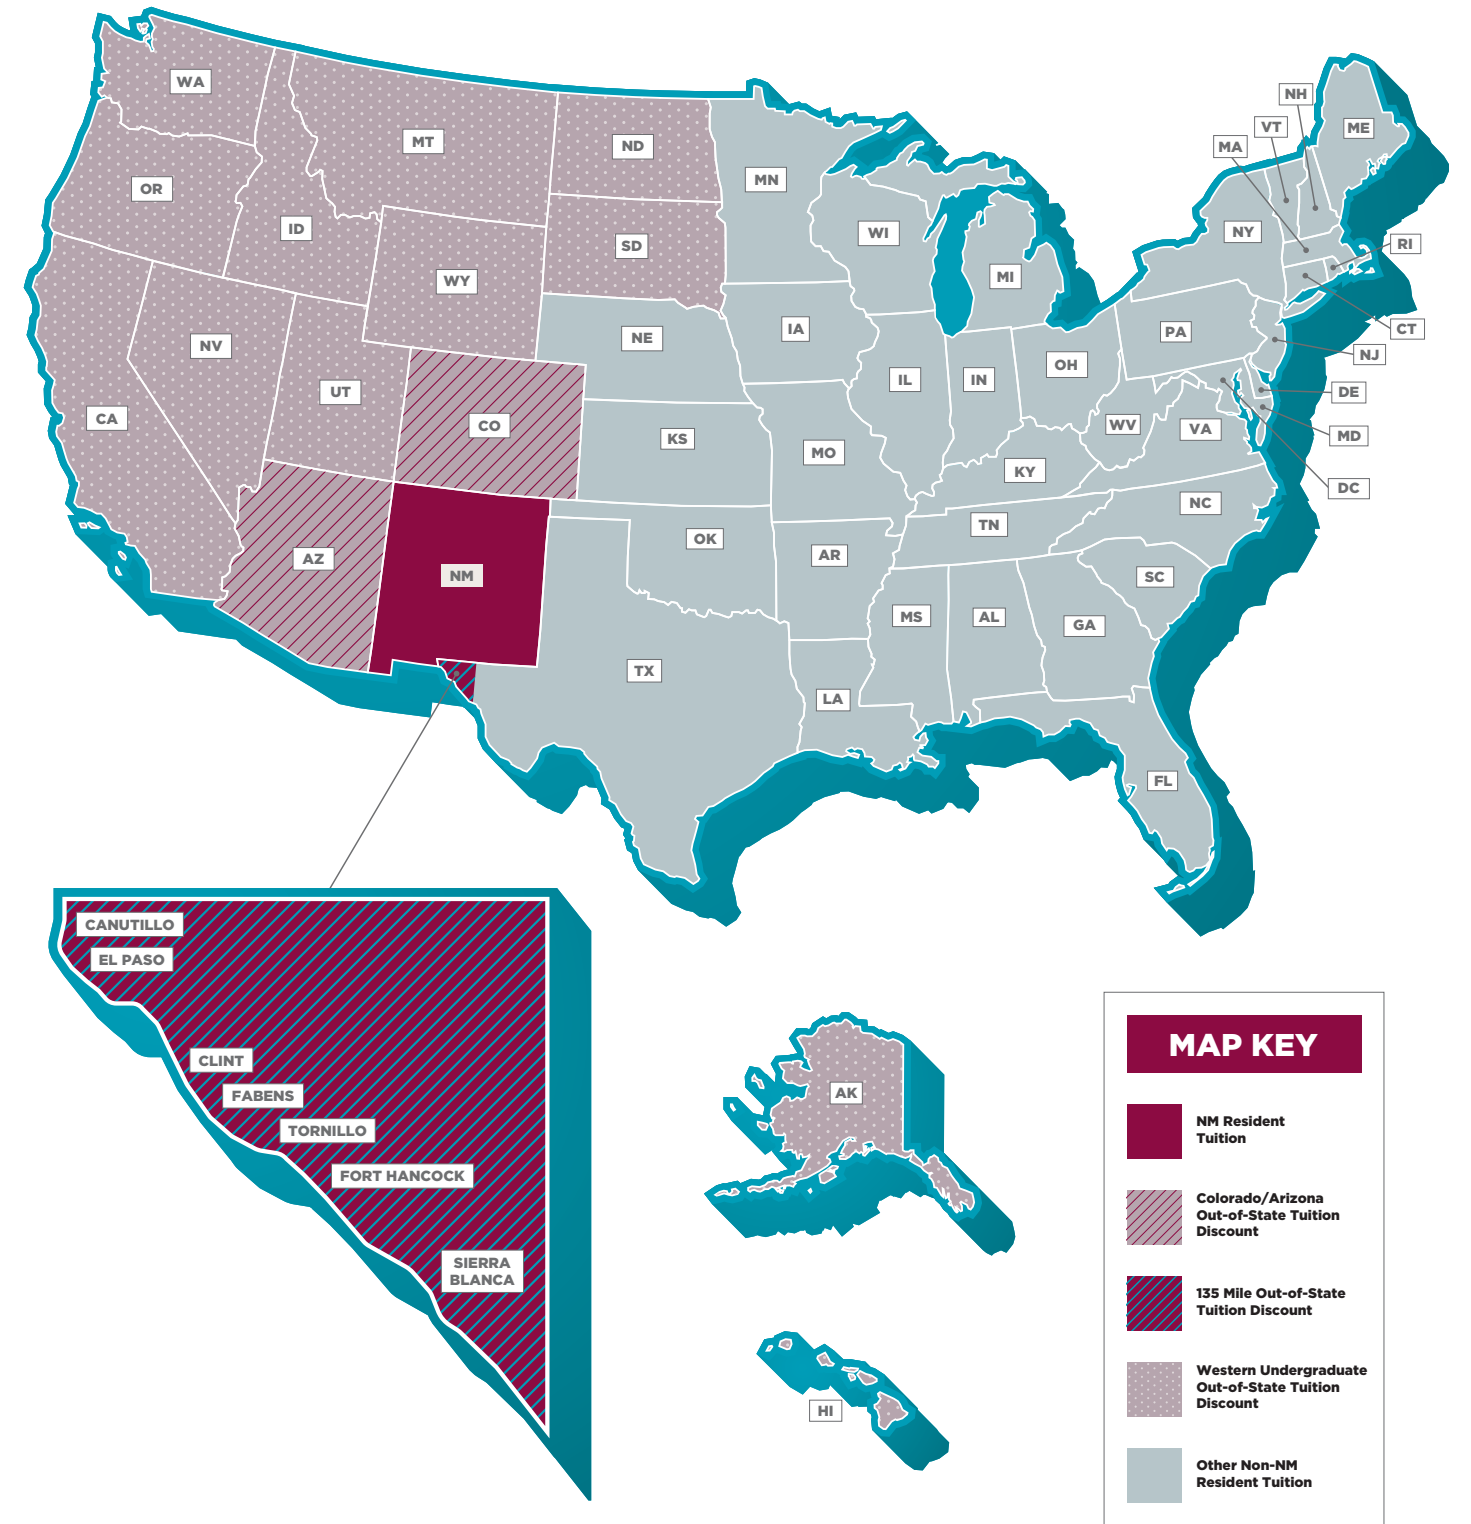 WA
MT
ND
MN
NH
VT
MA
ME
OR
ID
WY
SD
WI
MI
NY
RI
NV
UT
CA
CO
NE
IA
IL
IN
OH
PA
CT
NJ
DE
MD
DC
KS
MO
KY
WV
VA
NC
AZ
NM
OK
AR
TN
SC
MS
AL
GA
TX
LA
FL
CANUTILLO
EL PASO
CLINT
FABENS
TORNILLO
FORT HANCOCK
SIERRA
BLANCA
AK
HI
MAP KEY
NM Resident
Tuition
Colorado/Arizona
Out-of-State Tuition
Discount
135 Mile Out-of-State
Tuition Discount
Western Undergraduate
Out-of-State Tuition
Discount
Other Non-NM
Resident Tuition